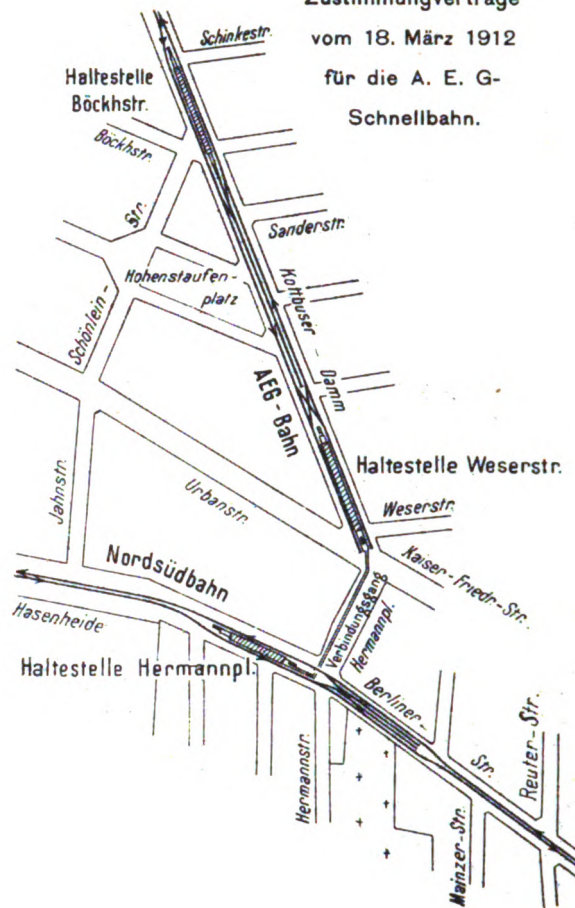 Zustimmungverträge
vom 18. März 1912
für die A. E. G-
Schnellbahn.
Schinkestr.
Haltestelle
Böckhstr.
Böckhstr.
Str.
Schönlein-
Sanderstr.
Hohenstaufen-
platz
Kottbuser - Damm
AEG-Bahn
Haltestelle Weserstr.
Weserstr.
Kaiser-Friedr.-Str.
Jahnstr.
Urbanstr.
Nordsüdbahn
Hasenheide
Verbindungsgang
Hermannpl.
Haltestelle Hermannpl.
Berliner-
Str.
Hermannstr.
Reuter-Str.
Mainzer-Str.